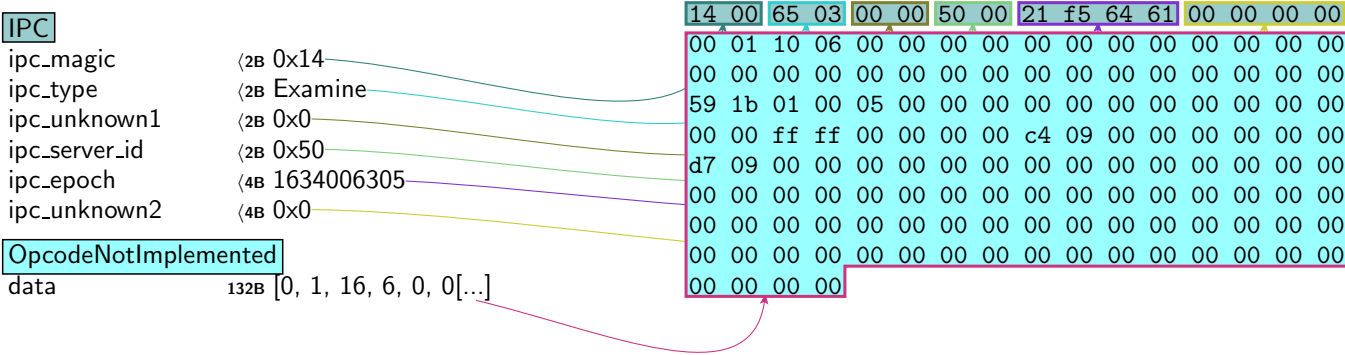 IPC
ipc_magic ⟨2B 0x14
ipc_type ⟨2B Examine
ipc_unknown1 ⟨2B 0x0
ipc_server_id ⟨2B 0x50
ipc_epoch ⟨4B 1634006305
ipc_unknown2 ⟨4B 0x0
OpcodeNotImplemented
data 132B [0, 1, 16, 6, 0, 0[...]
14 00 65 03 00 00 50 00 21 f5 64 61 00 00 00 00
00 01 10 06 00 00 00 00 00 00 00 00 00 00 00 00
00 00 00 00 00 00 00 00 00 00 00 00 00 00 00 00
59 1b 01 00 05 00 00 00 00 00 00 00 00 00 00 00
00 00 ff ff 00 00 00 00 c4 09 00 00 00 00 00 00
d7 09 00 00 00 00 00 00 00 00 00 00 00 00 00 00
00 00 00 00 00 00 00 00 00 00 00 00 00 00 00 00
00 00 00 00 00 00 00 00 00 00 00 00 00 00 00 00
00 00 00 00 00 00 00 00 00 00 00 00 00 00 00 00
00 00 00 00